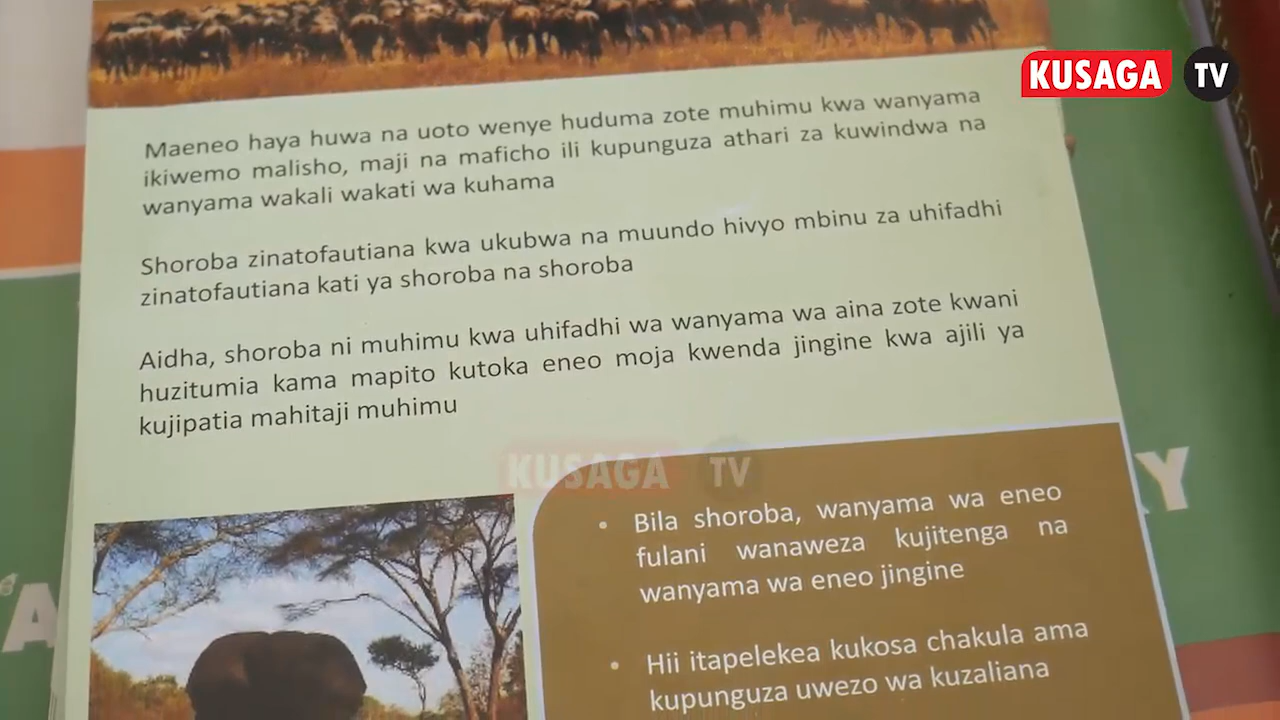 KUSAGA TV
Maeneo haya huwa na uoto wenye huduma zote muhimu kwa wanyama
ikiwemo malisho, maji na maficho ili kupunguza athari za kuwindwa na
wanyama wakali wakati wa kuhama
Shoroba zinatofautiana kwa ukubwa na muundo hivyo mbinu za uhifadhi
zinatofautiana kati ya shoroba na shoroba
Aidha, shoroba ni muhimu kwa uhifadhi wa wanyama wa aina zote kwani
huzitumia kama mapito kutoka eneo moja kwenda jingine kwa ajili ya
kujipatia mahitaji muhimu
KUSAGA TV
• Bila shoroba, wanyama wa eneo
fulani wanaweza kujitenga na
wanyama wa eneo jingine
• Hii itapelekea kukosa chakula ama
kupunguza uwezo wa kuzaliana